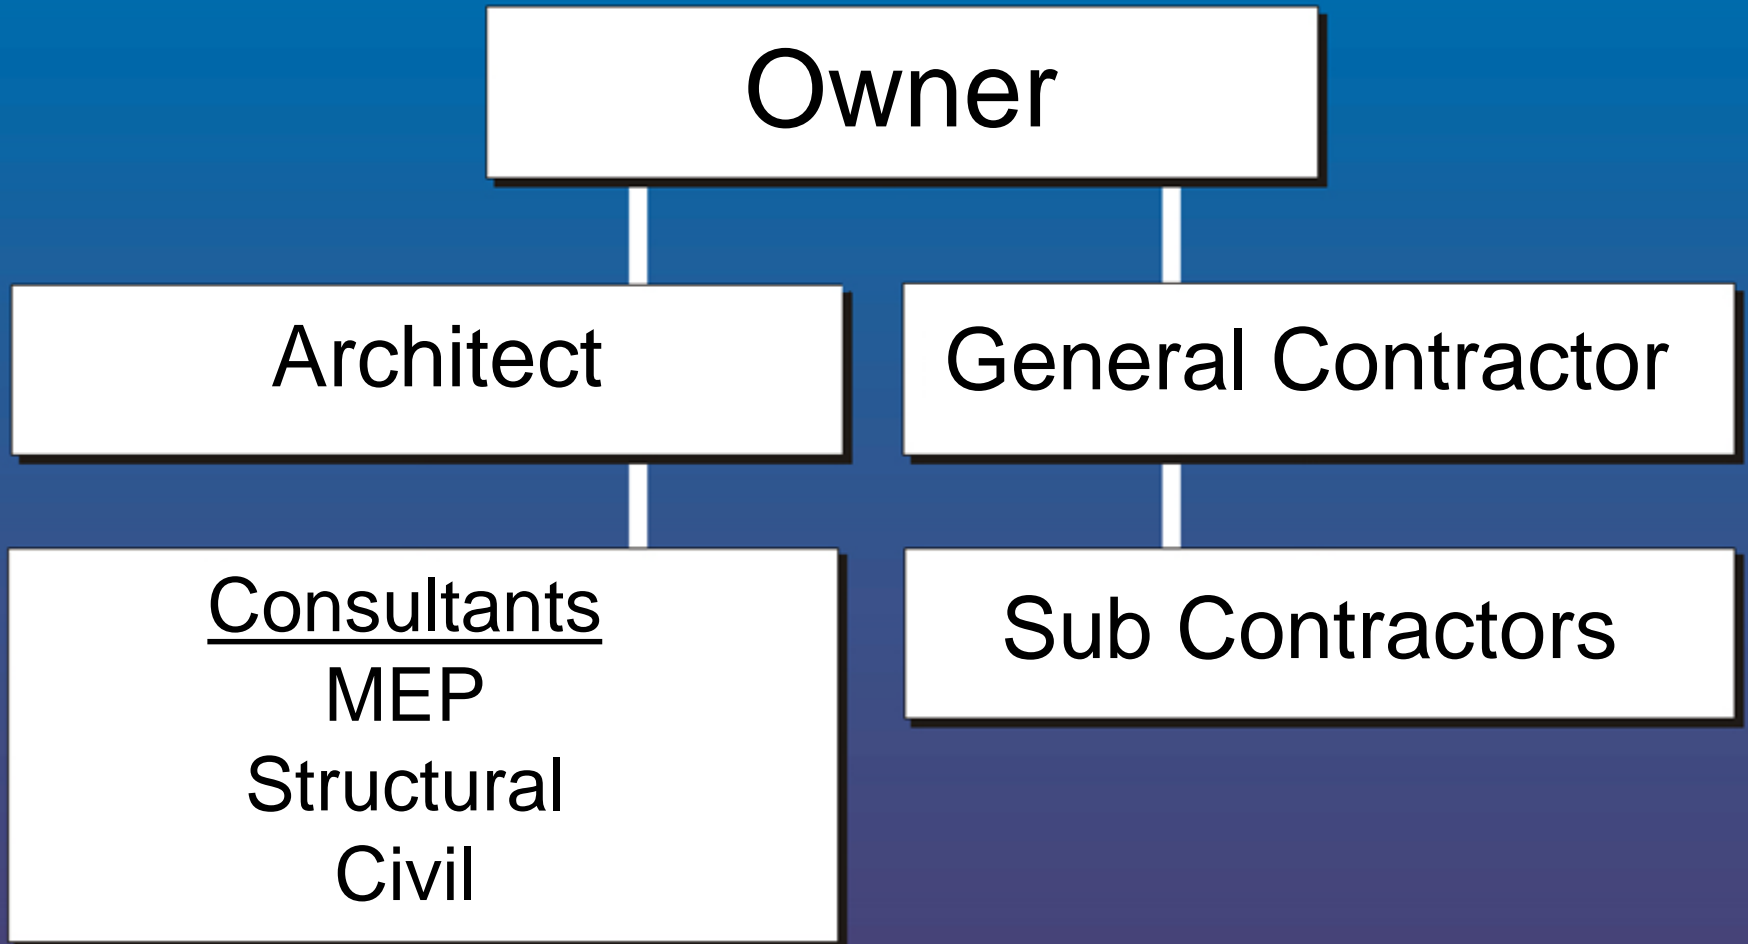 Owner
Architect
General Contractor
Consultants
MEP
Structural
Civil
Sub Contractors